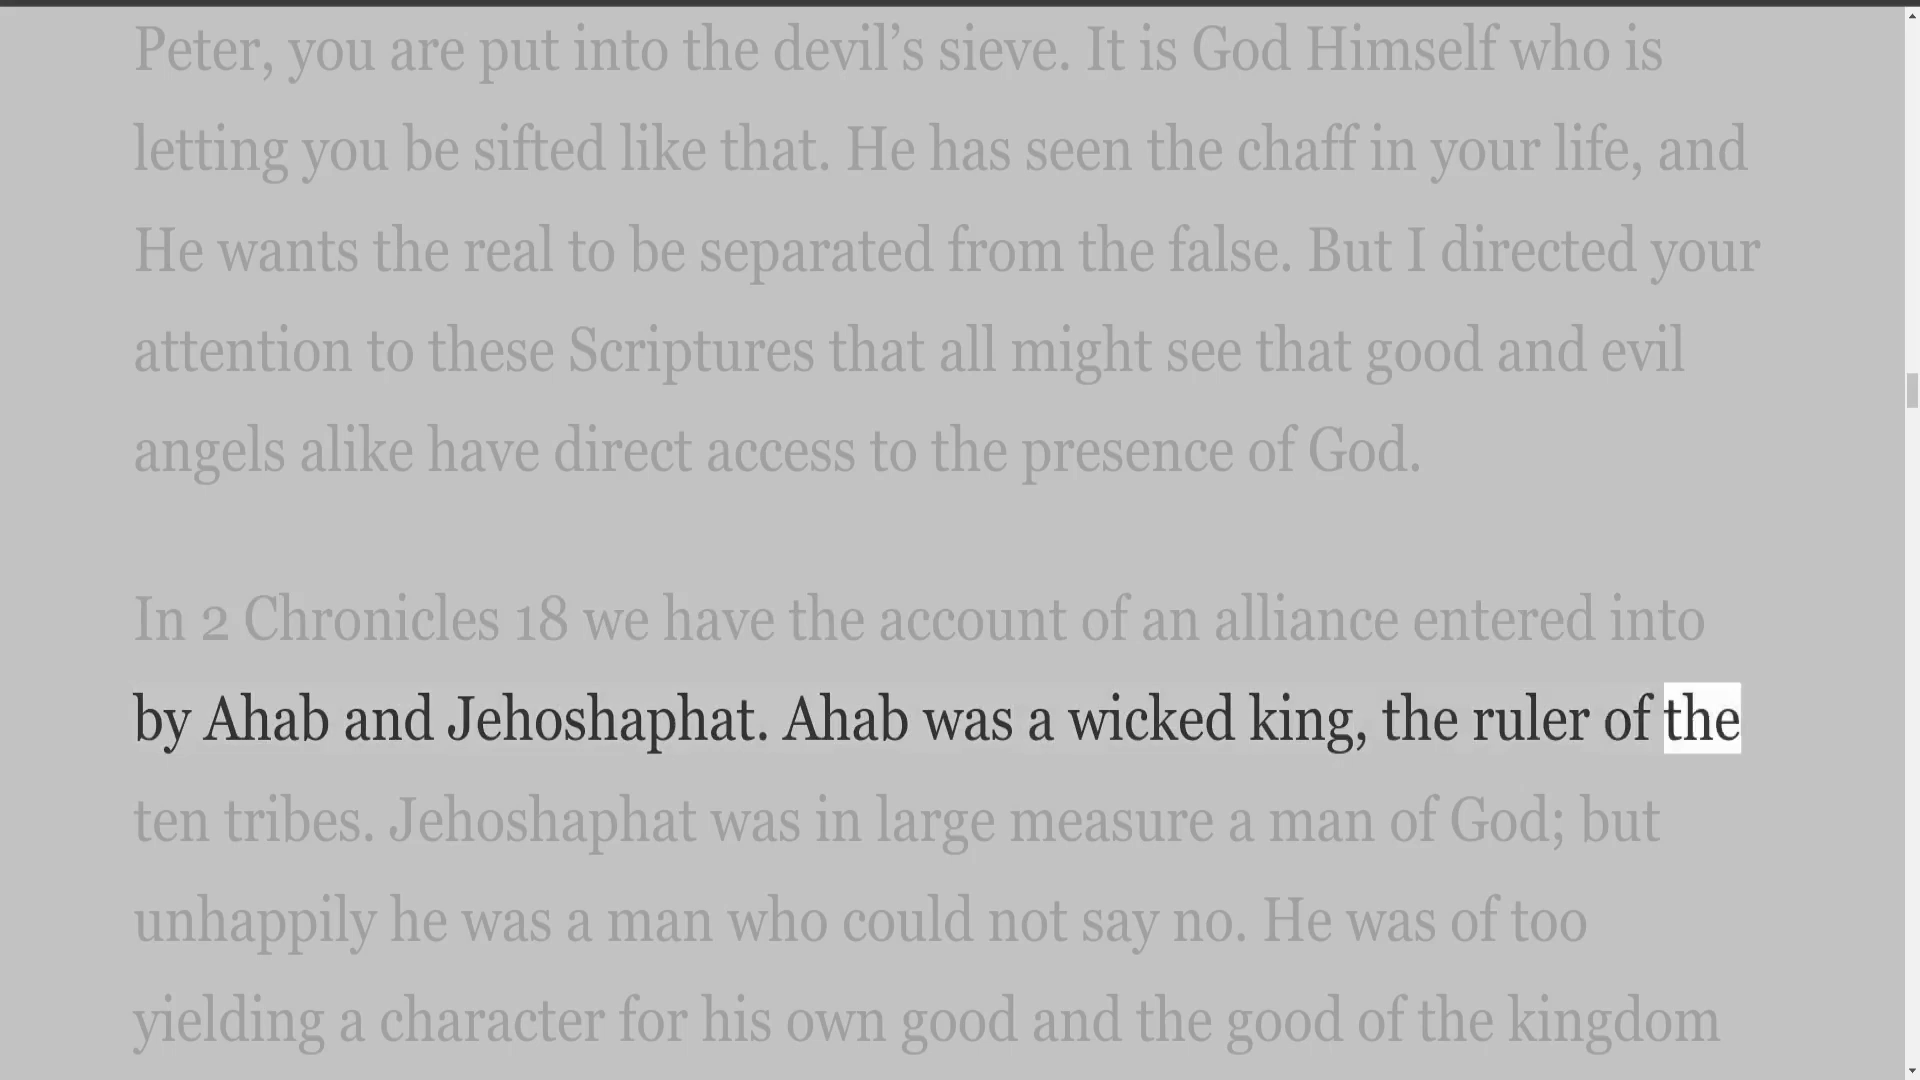 Peter, you are put into the devil’s sieve. It is God Himself who is
letting you be sifted like that. He has seen the chaff in your life, and
He wants the real to be separated from the false. But I directed your
attention to these Scriptures that all might see that good and evil
angels alike have direct access to the presence of God.
In 2 Chronicles 18 we have the account of an alliance entered into
by Ahab and Jehoshaphat. Ahab was a wicked king, the ruler of the
ten tribes. Jehoshaphat was in large measure a man of God; but
unhappily he was a man who could not say no. He was of too
yielding a character for his own good and the good of the kingdom